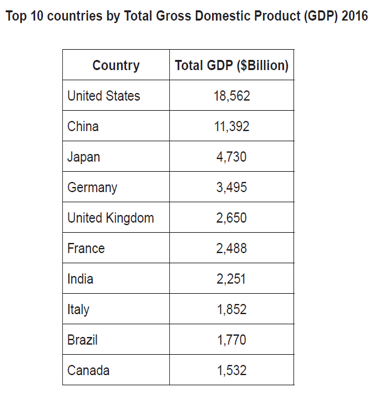 Top 10 countries by Total Gross Domestic Product (GDP) 2016
Country Total GDP ($Billion)
United States 18,562
China 11,392
Japan 4,730
Germany 3,495
United Kingdom 2,650
France 2,488
India 2,251
Italy 1,852
Brazil 1,770
Canada 1,532